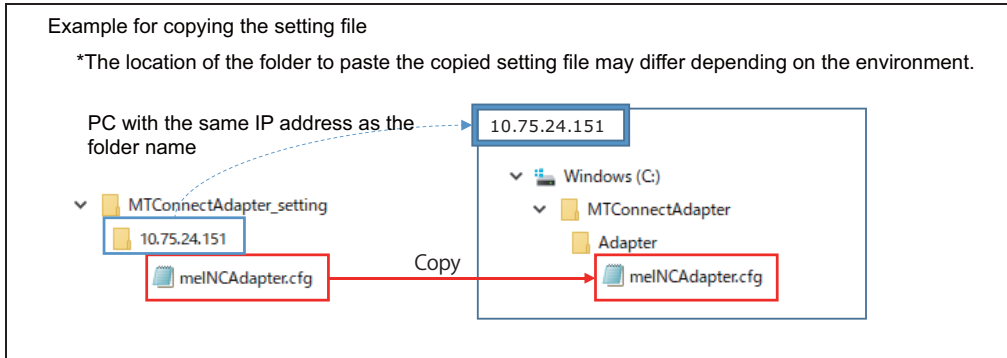 Example for copying the setting file
*The location of the folder to paste the copied setting file may differ depending on the environment.
PC with the same IP address as the
folder name
MTConnectAdapter_setting
10.75.24.151
melNCAdapter.cfg
Copy
10.75.24.151
Windows (C:)
MTConnectAdapter
Adapter
melNCAdapter.cfg